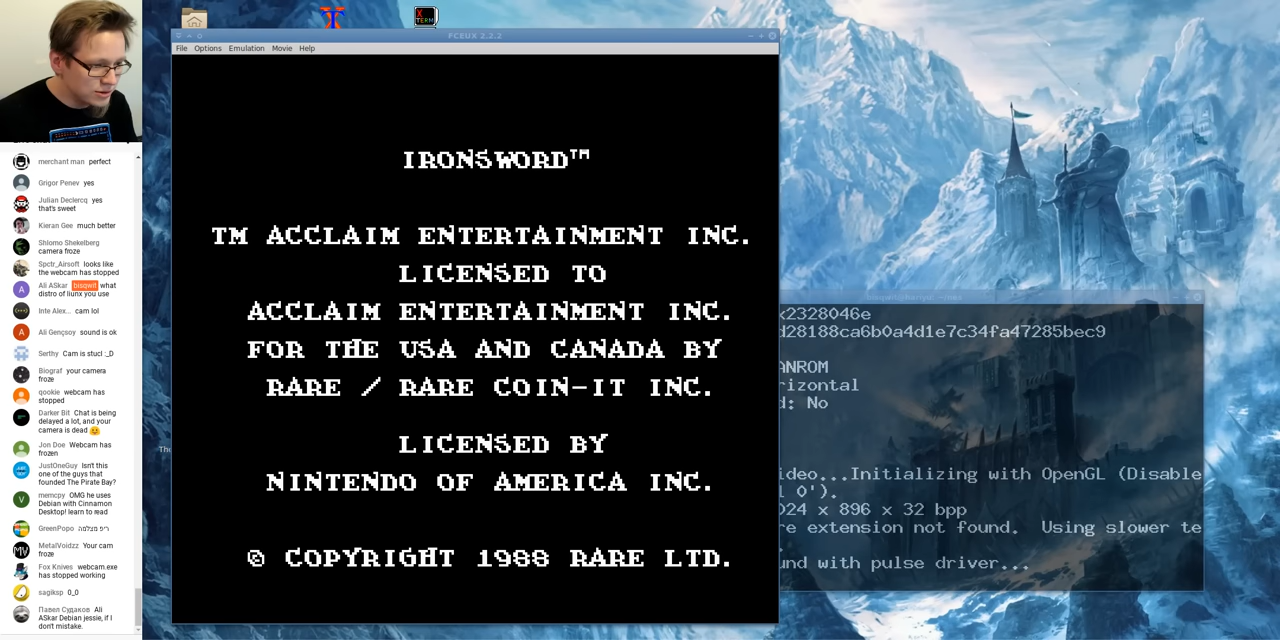 merchant man perfect
Grigor Penev yes
Julian Declercq yes
that's sweet
Kieran Gee much better
Shlomo Shekelberg
camera froze
Spctr_Airsoft looks like
the webcam has stopped
Ali ASkar bisqwit what
distro of liunx you use
Inte Alex... cam lol
Ali Gençsoy sound is ok
Serthy Cam is stucl :_D
Biograf your camera
froze
qookie webcam has
stopped
Darker Bit Chat is being
delayed a lot, and your
camera is dead
Jon Doe Webcam has
frozen
JustOneGuy Isn't this
one of the guys that
founded The Pirate Bay?
memcpy OMG he uses
Debian with Cinnamon
Desktop! learn to read
GreenPopo ריפ מצלמה
MetalVoidzz Your cam
froze
Fox Knives webcam.exe
has stopped working
sagiksp 0_0
Павел Судаков Ali
ASkar Debian jessie, if I
don't mistake.
XTERM
FCEUX 2.2.2
File Options Emulation Movie Help
IRONSWORD™
TM ACCLAIM ENTERTAINMENT INC.
LICENSED TO
ACCLAIM ENTERTAINMENT INC.
FOR THE USA AND CANADA BY
RARE / RARE COIN-IT INC.
LICENSED BY
NINTENDO OF AMERICA INC.
© COPYRIGHT 1988 RARE LTD.
x2328046e
d28188ca6b0a4d1e7c34fa47285bec9
ANROM
rizontal
d: No
ideo...Initializing with OpenGL (Disable
l 0').
024 x 896 x 32 bpp
re extension not found. Using slower te
und with pulse driver...